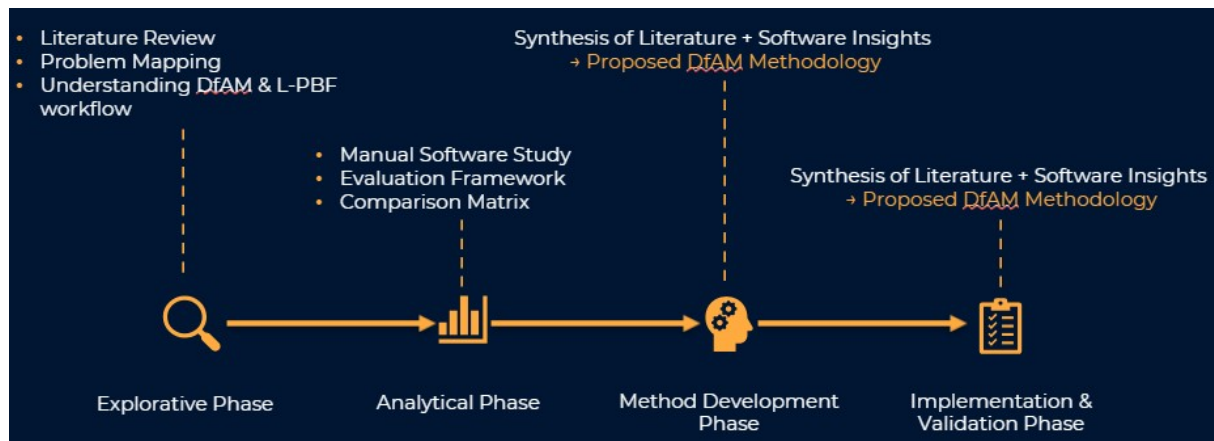 • Literature Review
• Problem Mapping
• Understanding DfAM & L-PBF
workflow
Synthesis of Literature + Software Insights
→ Proposed DfAM Methodology
• Manual Software Study
• Evaluation Framework
• Comparison Matrix
Synthesis of Literature + Software Insights
→ Proposed DfAM Methodology
Explorative Phase
Analytical Phase
Method Development
Phase
Implementation &
Validation Phase